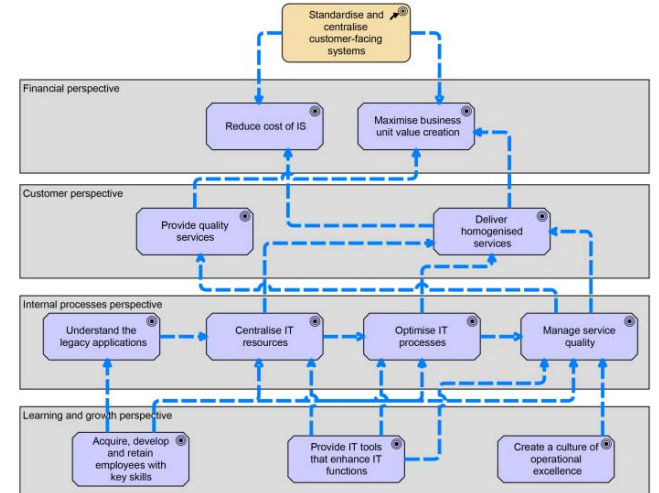 Standardise and
centralise
customer-facing
systems
Financial perspective
Reduce cost of IS
Maximise business
unit value creation
Customer perspective
Provide quality
services
Deliver
homogenised
services
Internal processes perspective
Understand the
legacy applications
Centralise IT
resources
Optimise IT
processes
Manage service
quality
Learning and growth perspective
Acquire, develop
and retain
employees with
key skills
Provide IT tools
that enhance IT
functions
Create a culture of
operational
excellence